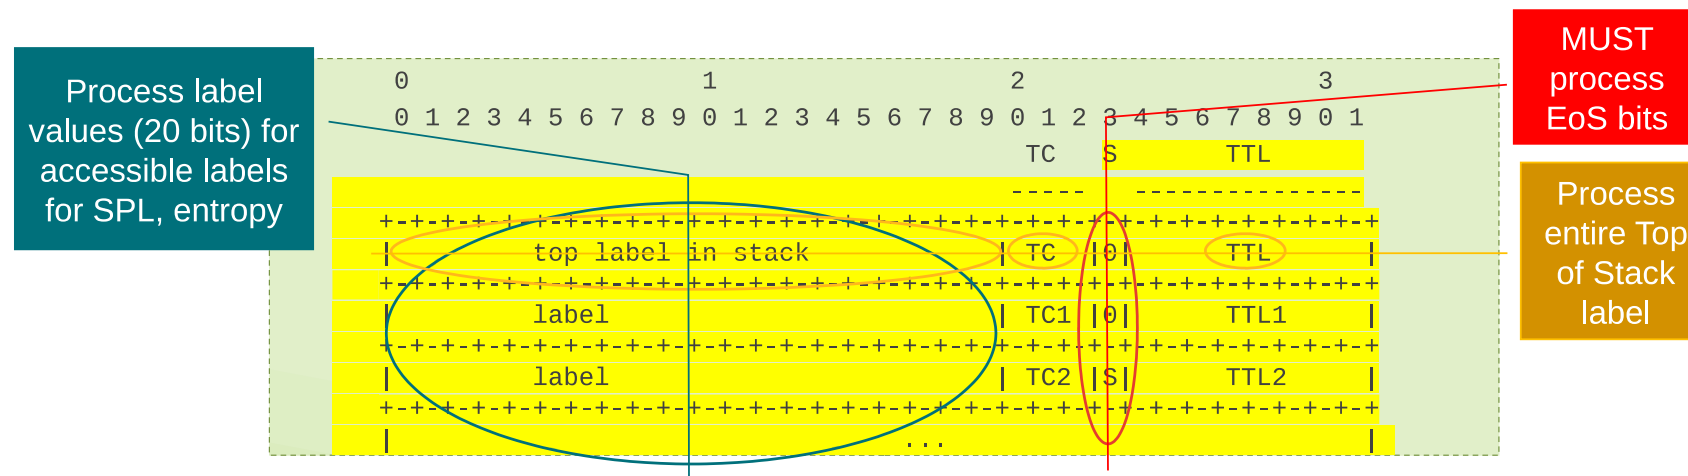 Process label
values (20 bits) for
accessible labels
for SPL, entropy
0 1 2 3
0 1 2 3 4 5 6 7 8 9 0 1 2 3 4 5 6 7 8 9 0 1 2 3 4 5 6 7 8 9 0 1
TC S TTL
----- ---------------
+-+-+-+-+-+-+-+-+-+-+-+-+-+-+-+-+-+-+-+-+-+-+-+-+-+-+-+-+-+-+-+-+
| top label in stack | TC |0| TTL |
+-+-+-+-+-+-+-+-+-+-+-+-+-+-+-+-+-+-+-+-+-+-+-+-+-+-+-+-+-+-+-+-+
| label | TC1 |0| TTL1 |
+-+-+-+-+-+-+-+-+-+-+-+-+-+-+-+-+-+-+-+-+-+-+-+-+-+-+-+-+-+-+-+-+
| label | TC2 |S| TTL2 |
+-+-+-+-+-+-+-+-+-+-+-+-+-+-+-+-+-+-+-+-+-+-+-+-+-+-+-+-+-+-+-+-+
| ... |
MUST
process
EoS bits
Process
entire Top
of Stack
label